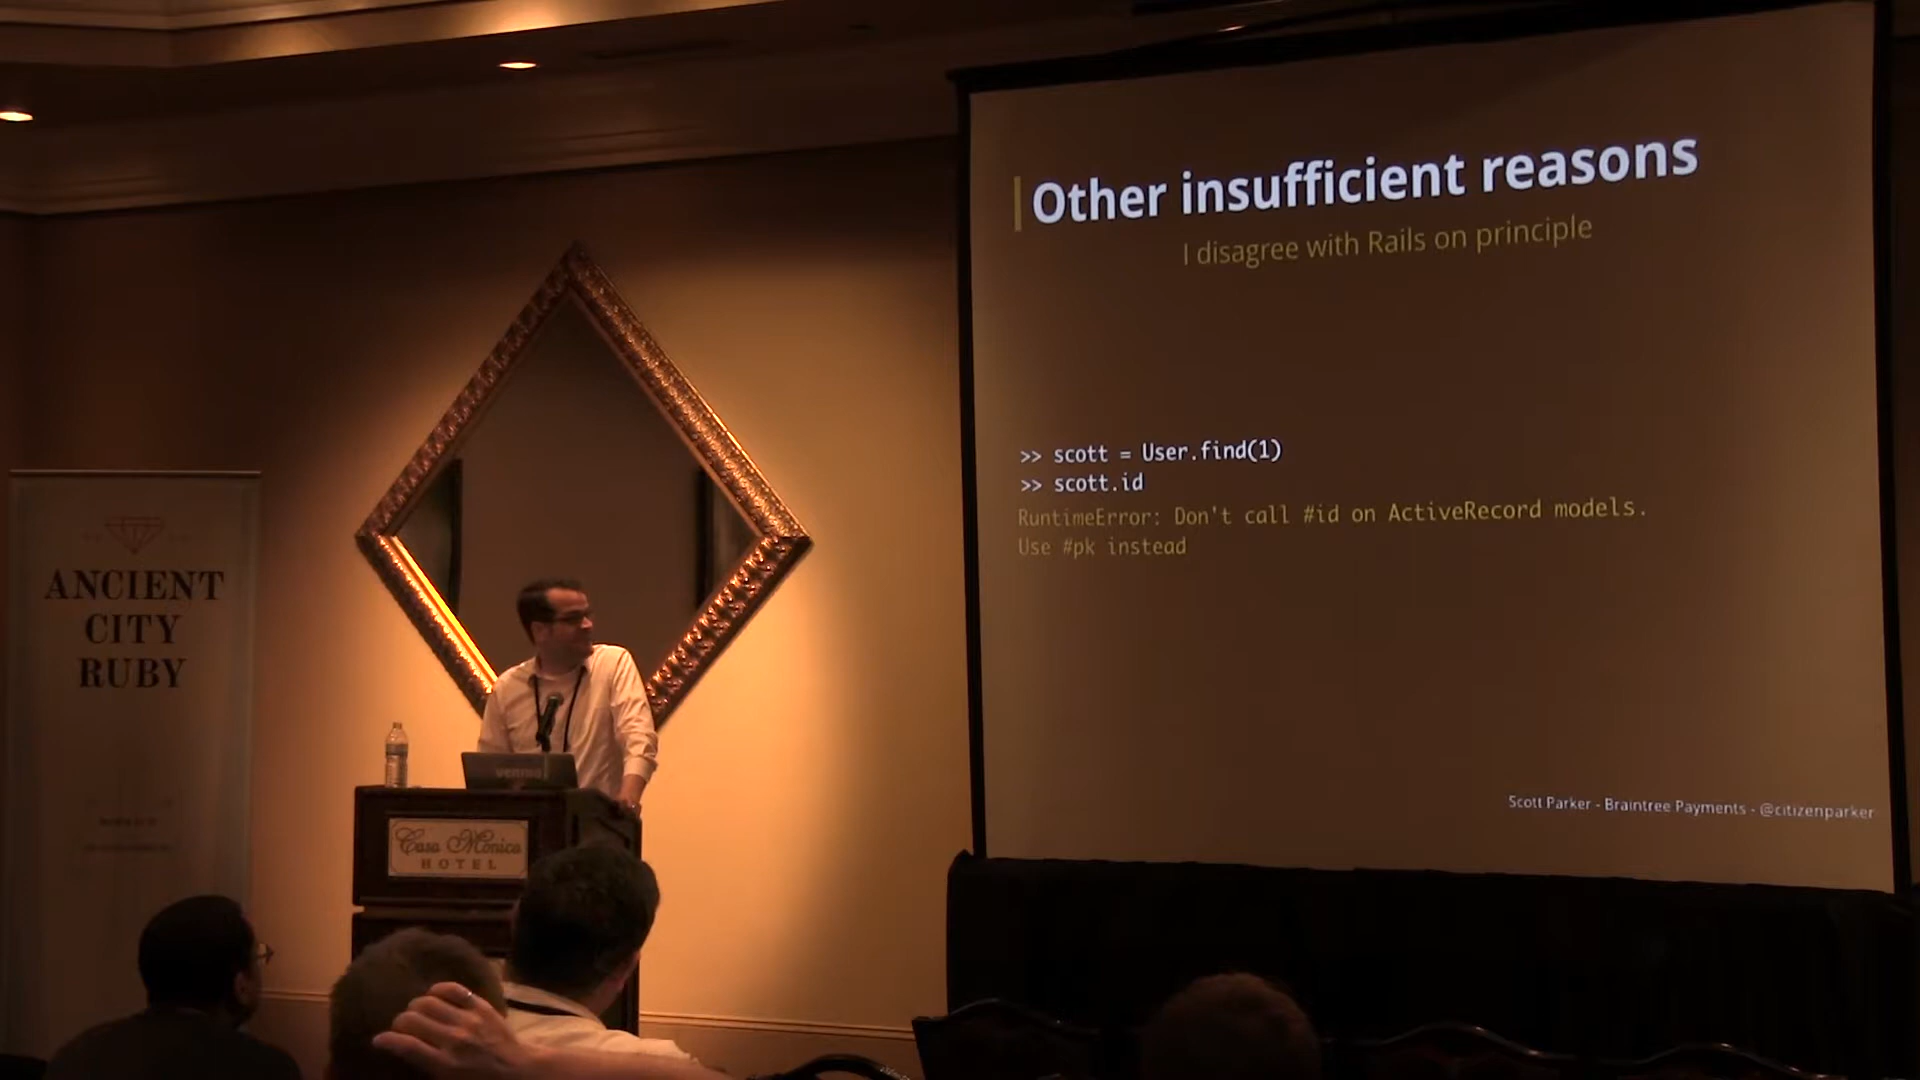 Other insufficient reasons
I disagree with Rails on principle
>> scott = User.find(1)
>> scott.id
RuntimeError: Don't call #id on ActiveRecord models.
Use #pk instead
Scott Parker - Braintree Payments - @citizenparker
ANCIENT
CITY
RUBY
venmo
Casa Monica
HOTEL